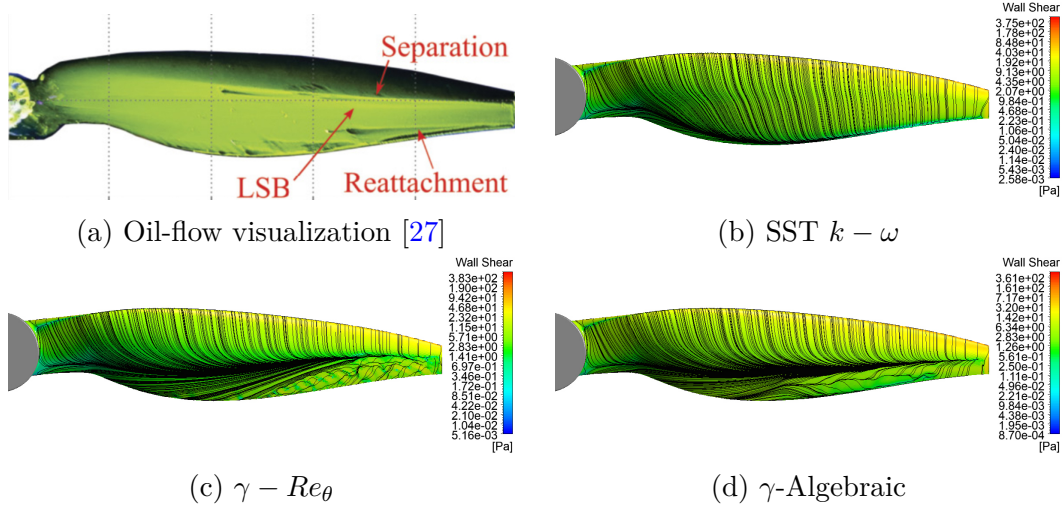 Separation
LSB
Reattachment
(a) Oil-flow visualization [27]
Wall Shear
3.75e+02
1.78e+02
8.48e+01
4.03e+01
1.92e+01
9.13e+00
4.35e+00
2.07e+00
9.84e-01
4.68e-01
2.23e-01
1.06e-01
5.04e-02
2.40e-02
1.14e-02
5.43e-03
2.58e-03
[Pa]
(b) SST k − ω
Wall Shear
3.83e+02
1.90e+02
9.42e+01
4.68e+01
2.32e+01
1.15e+01
5.71e+00
2.83e+00
1.41e+00
6.97e-01
3.46e-01
1.72e-01
8.51e-02
4.22e-02
2.10e-02
1.04e-02
5.16e-03
[Pa]
(c) γ − Reθ
Wall Shear
3.61e+02
1.61e+02
7.17e+01
3.20e+01
1.42e+01
6.34e+00
2.83e+00
1.26e+00
5.61e-01
2.50e-01
1.11e-01
4.96e-02
2.21e-02
9.84e-03
4.38e-03
1.95e-03
8.70e-04
[Pa]
(d) γ-Algebraic